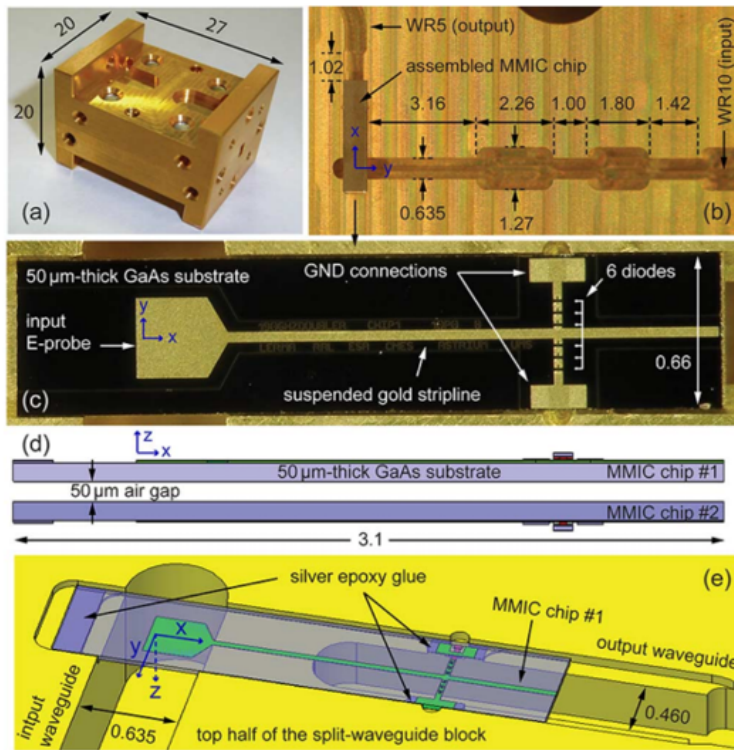 20
27
20
(a)
WR5 (output)
1.02
assembled MMIC chip
3.16
2.26
1.00
1.80
1.42
WR10 (input)
x
y
0.635
1.27
(b)
50 µm-thick GaAs substrate
GND connections
6 diodes
input
E-probe
y
x
suspended gold stripline
0.66
(c)
(d)
z
x
50 µm-thick GaAs substrate
MMIC chip #1
50 µm air gap
MMIC chip #2
3.1
silver epoxy glue
(e)
MMIC chip #1
x
y
z
output waveguide
intput
waveguide
0.635
top half of the split-waveguide block
0.460